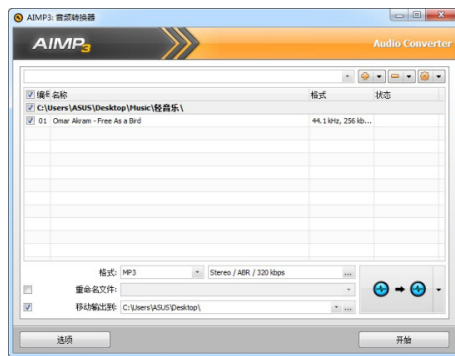 AIMP3: 音频转换器
AIMP3 Audio Converter
编号 名称 格式 状态
C:\Users\ASUS\Desktop\Music\轻音乐\
01 Omar Akram - Free As a Bird 44.1 kHz, 256 kb...
格式: MP3 Stereo / ABR / 320 kbps ...
重命名文件:
移动输出到: C:\Users\ASUS\Desktop\ ...
选项 开始